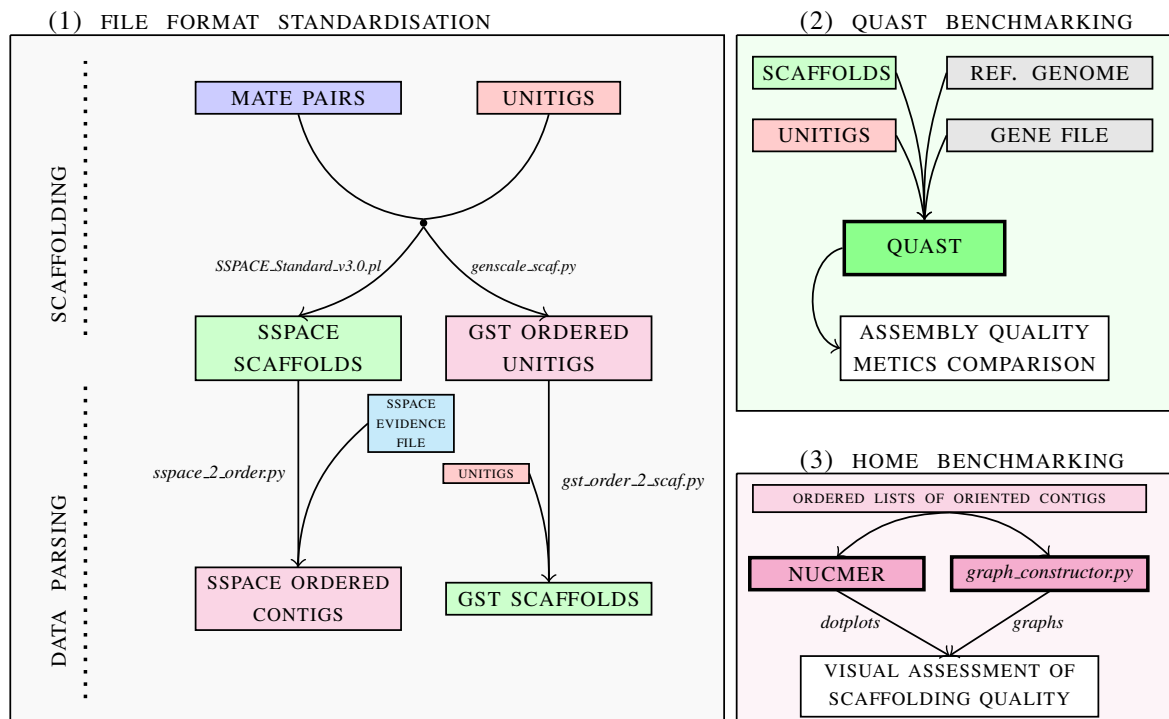 (1) FILE FORMAT STANDARDISATION
SCAFFOLDING
DATA PARSING
MATE PAIRS
UNITIGS
SSPACE_Standard_v3.0.pl
genscale_scaf.py
SSPACE
SCAFFOLDS
GST ORDERED
UNITIGS
SSPACE
EVIDENCE
FILE
sspace_2_order.py
UNITIGS
gst_order_2_scaf.py
SSPACE ORDERED
CONTIGS
GST SCAFFOLDS
(2) QUAST BENCHMARKING
SCAFFOLDS
REF. GENOME
UNITIGS
GENE FILE
QUAST
ASSEMBLY QUALITY
METICS COMPARISON
(3) HOME BENCHMARKING
ORDERED LISTS OF ORIENTED CONTIGS
NUCMER
graph_constructor.py
dotplots
graphs
VISUAL ASSESSMENT OF
SCAFFOLDING QUALITY